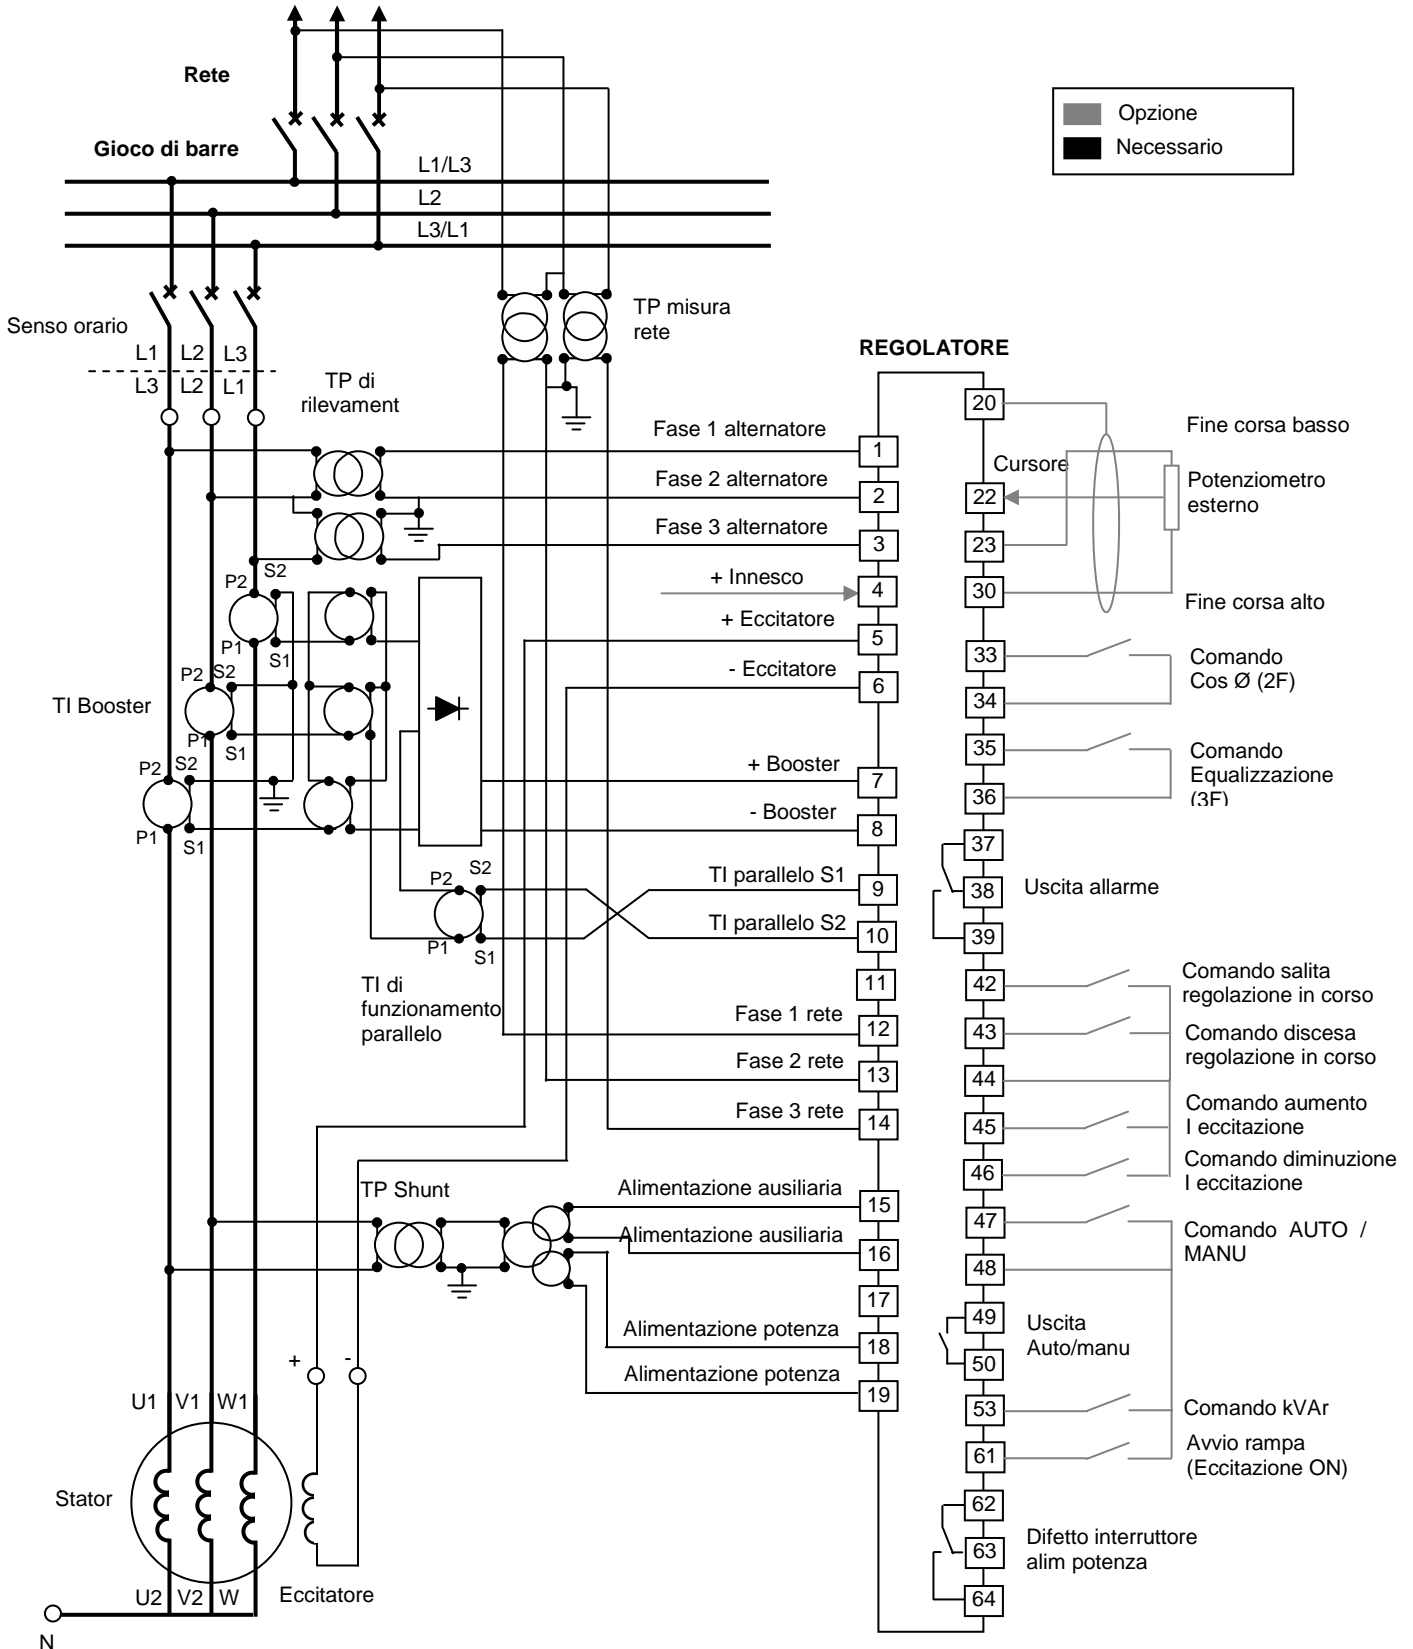 Rete
Gioco di barre
L1/L3
L2
L3/L1
Opzione
Necessario
Senso orario
L1 L2 L3
L3 L2 L1
TP misura
rete
TP di
rilevament
REGOLATORE
Fase 1 alternatore
1
Fase 2 alternatore
2
Fase 3 alternatore
3
+ Innesco
4
+ Eccitatore
5
- Eccitatore
6
+ Booster
7
- Booster
8
TI parallelo S1
9
TI parallelo S2
10
11
Fase 1 rete
12
Fase 2 rete
13
Fase 3 rete
14
Alimentazione ausiliaria
15
Alimentazione ausiliaria
16
17
Alimentazione potenza
18
Alimentazione potenza
19
P2 S2
P1 S1
P2 S2
TI Booster
P1 S1
P2 S2
P1 S1
P2 S2
P1 S1
TI di
funzionamento
parallelo
TP Shunt
+ -
U1 V1 W1
Stator
U2 V2 W
Eccitatore
N
20
Fine corsa basso
Cursore
22
Potenziometro
esterno
23
30
Fine corsa alto
33
34
Comando
Cos Ø (2F)
35
36
Comando
Equalizzazione
(3F)
37
38
39
Uscita allarme
42
Comando salita
regolazione in corso
43
Comando discesa
regolazione in corso
44
45
Comando aumento
I eccitazione
46
Comando diminuzione
I eccitazione
47
Comando AUTO /
MANU
48
49
50
Uscita
Auto/manu
53
Comando kVAr
61
Avvio rampa
(Eccitazione ON)
62
63
64
Difetto interruttore
alim potenza